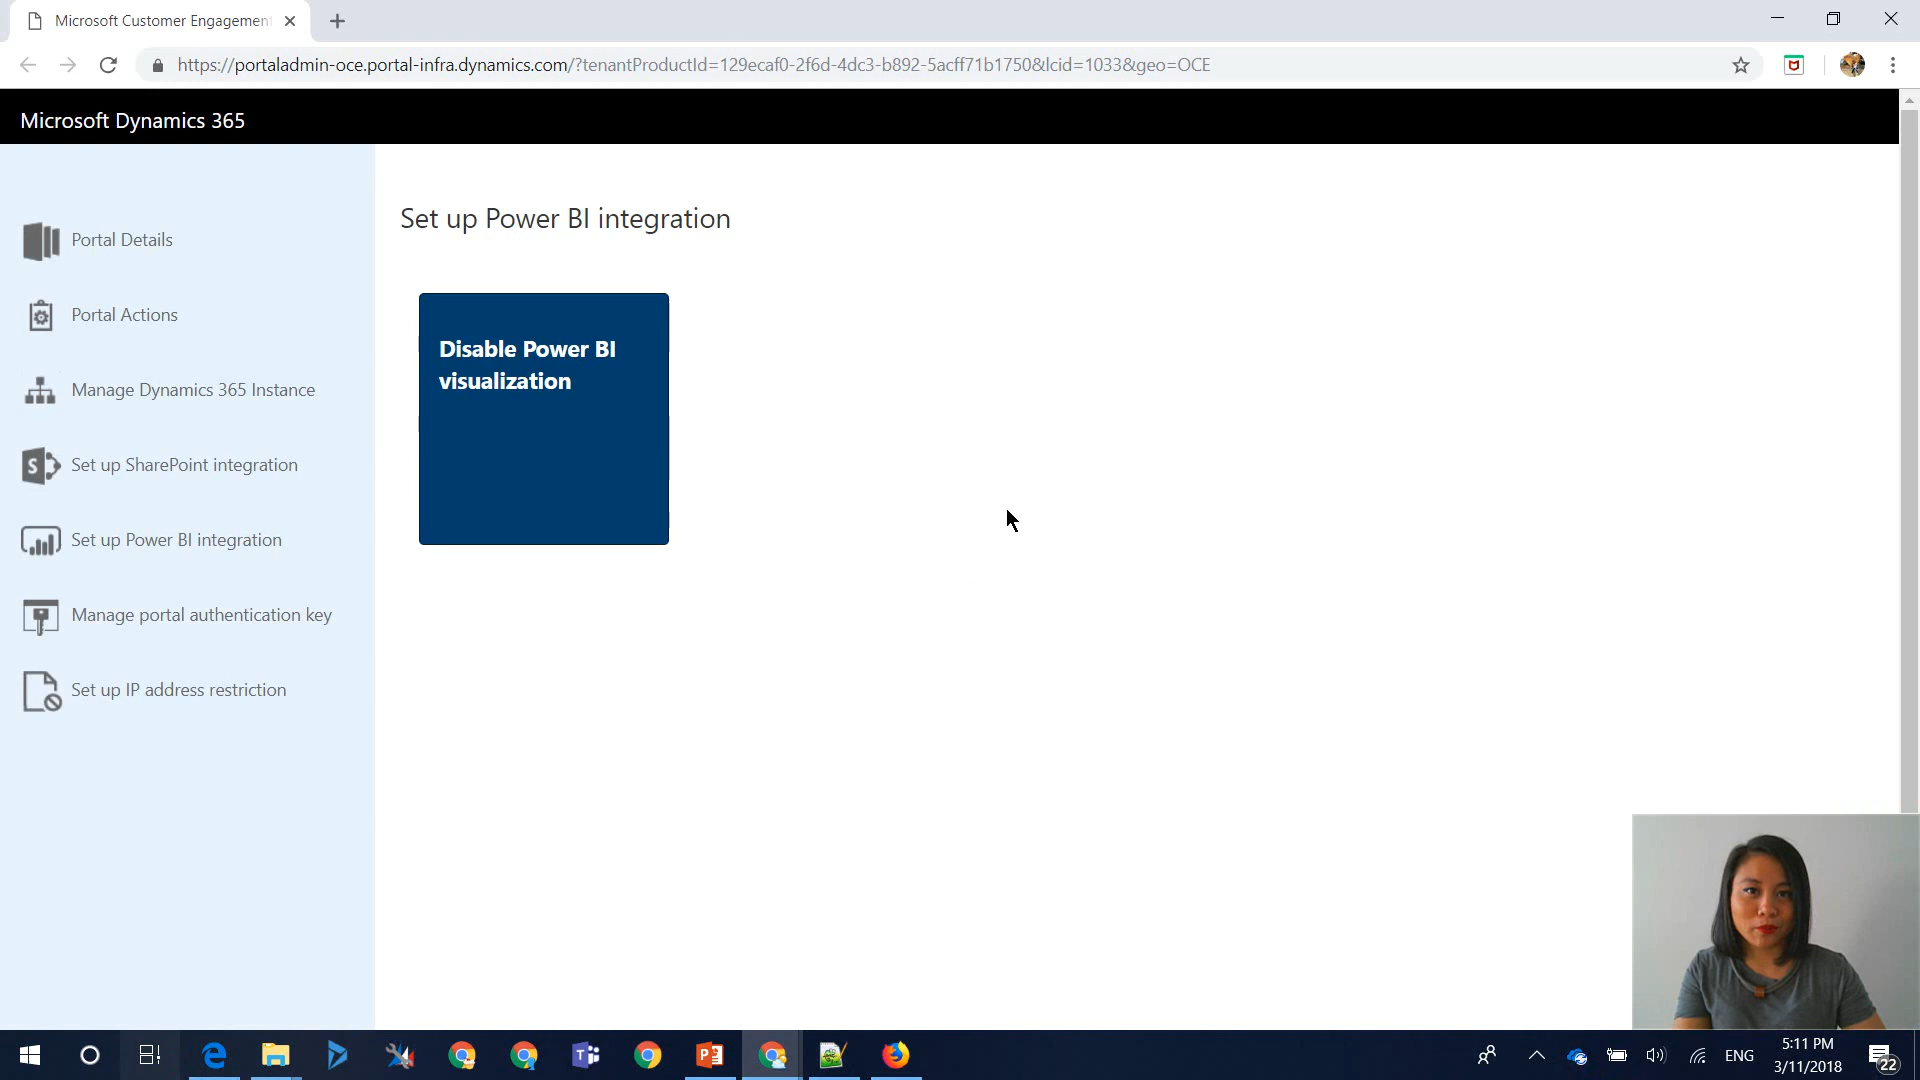 Microsoft Customer Engagemen
https://portaladmin-oce.portal-infra.dynamics.com/?tenantProductId=129ecaf0-2f6d-4dc3-b892-5acff71b1750&lcid=1033&geo=OCE
Microsoft Dynamics 365
Portal Details
Portal Actions
Manage Dynamics 365 Instance
Set up SharePoint integration
Set up Power BI integration
Manage portal authentication key
Set up IP address restriction
Set up Power BI integration
Disable Power BI
visualization
ENG
5:11 PM
3/11/2018
22